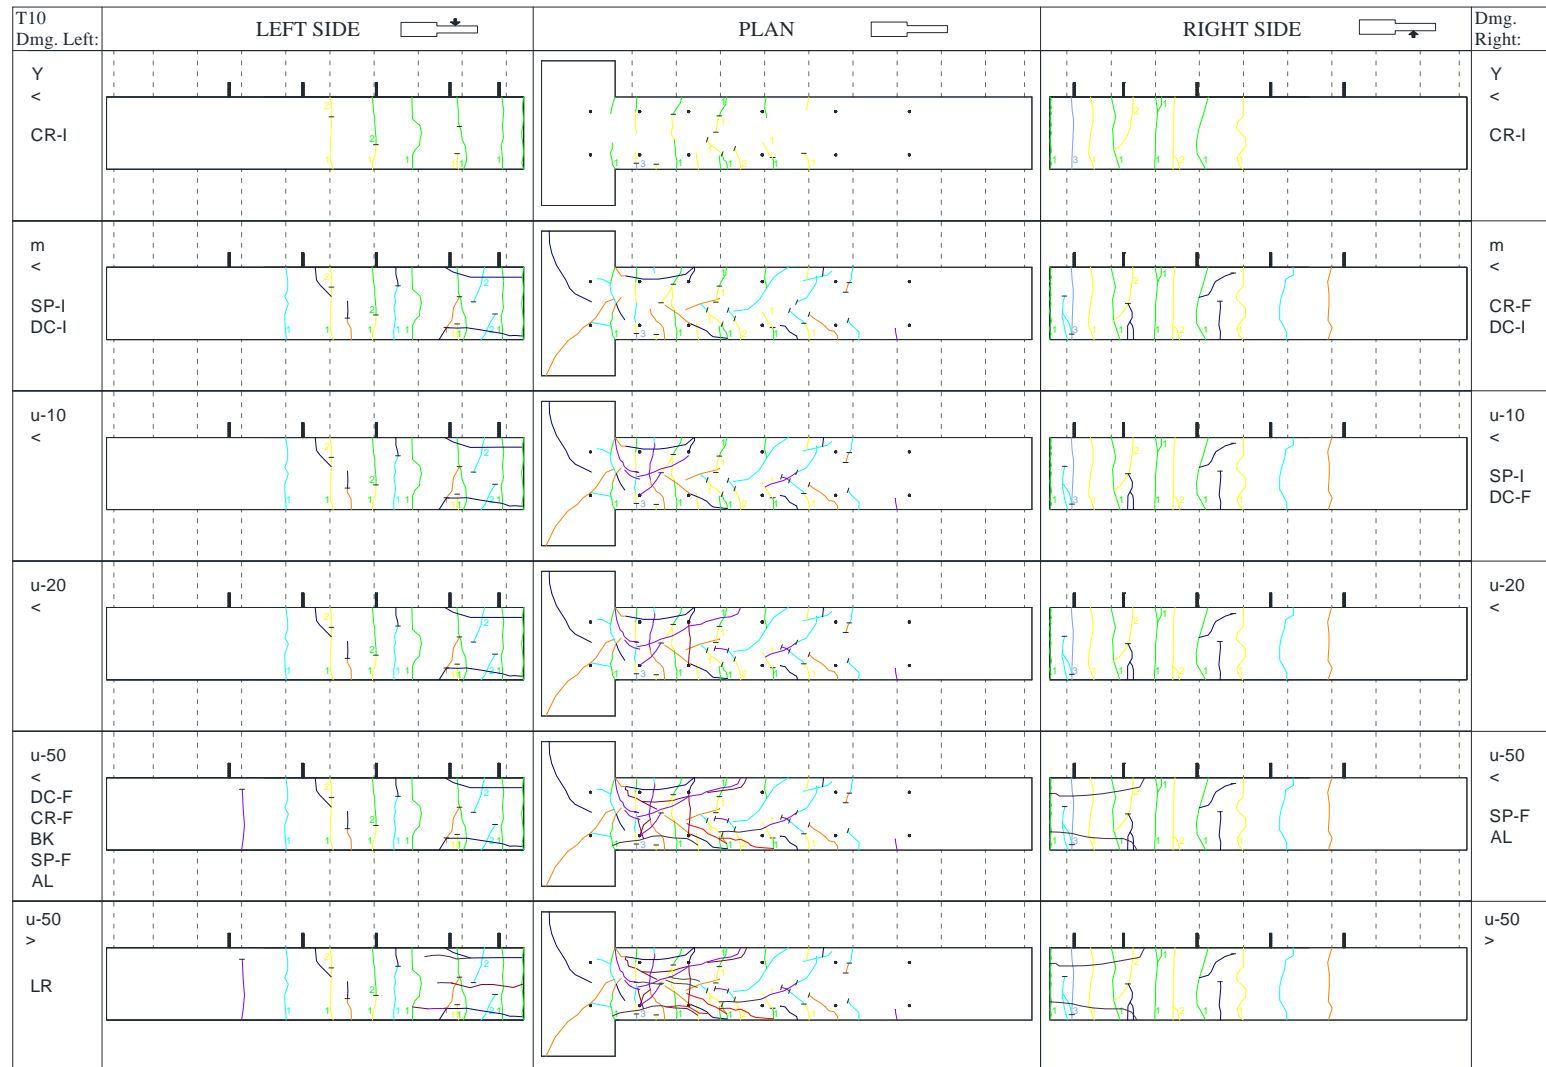 T10
Dmg. Left:
LEFT SIDE
PLAN
RIGHT SIDE
Dmg.
Right:
Y
<
CR-I
Y
<
CR-I
m
<
SP-I
DC-I
m
<
CR-F
DC-I
u-10
<
u-10
<
SP-I
DC-F
u-20
<
u-20
<
u-50
<
DC-F
CR-F
BK
SP-F
AL
u-50
<
SP-F
AL
u-50
>
LR
u-50
>